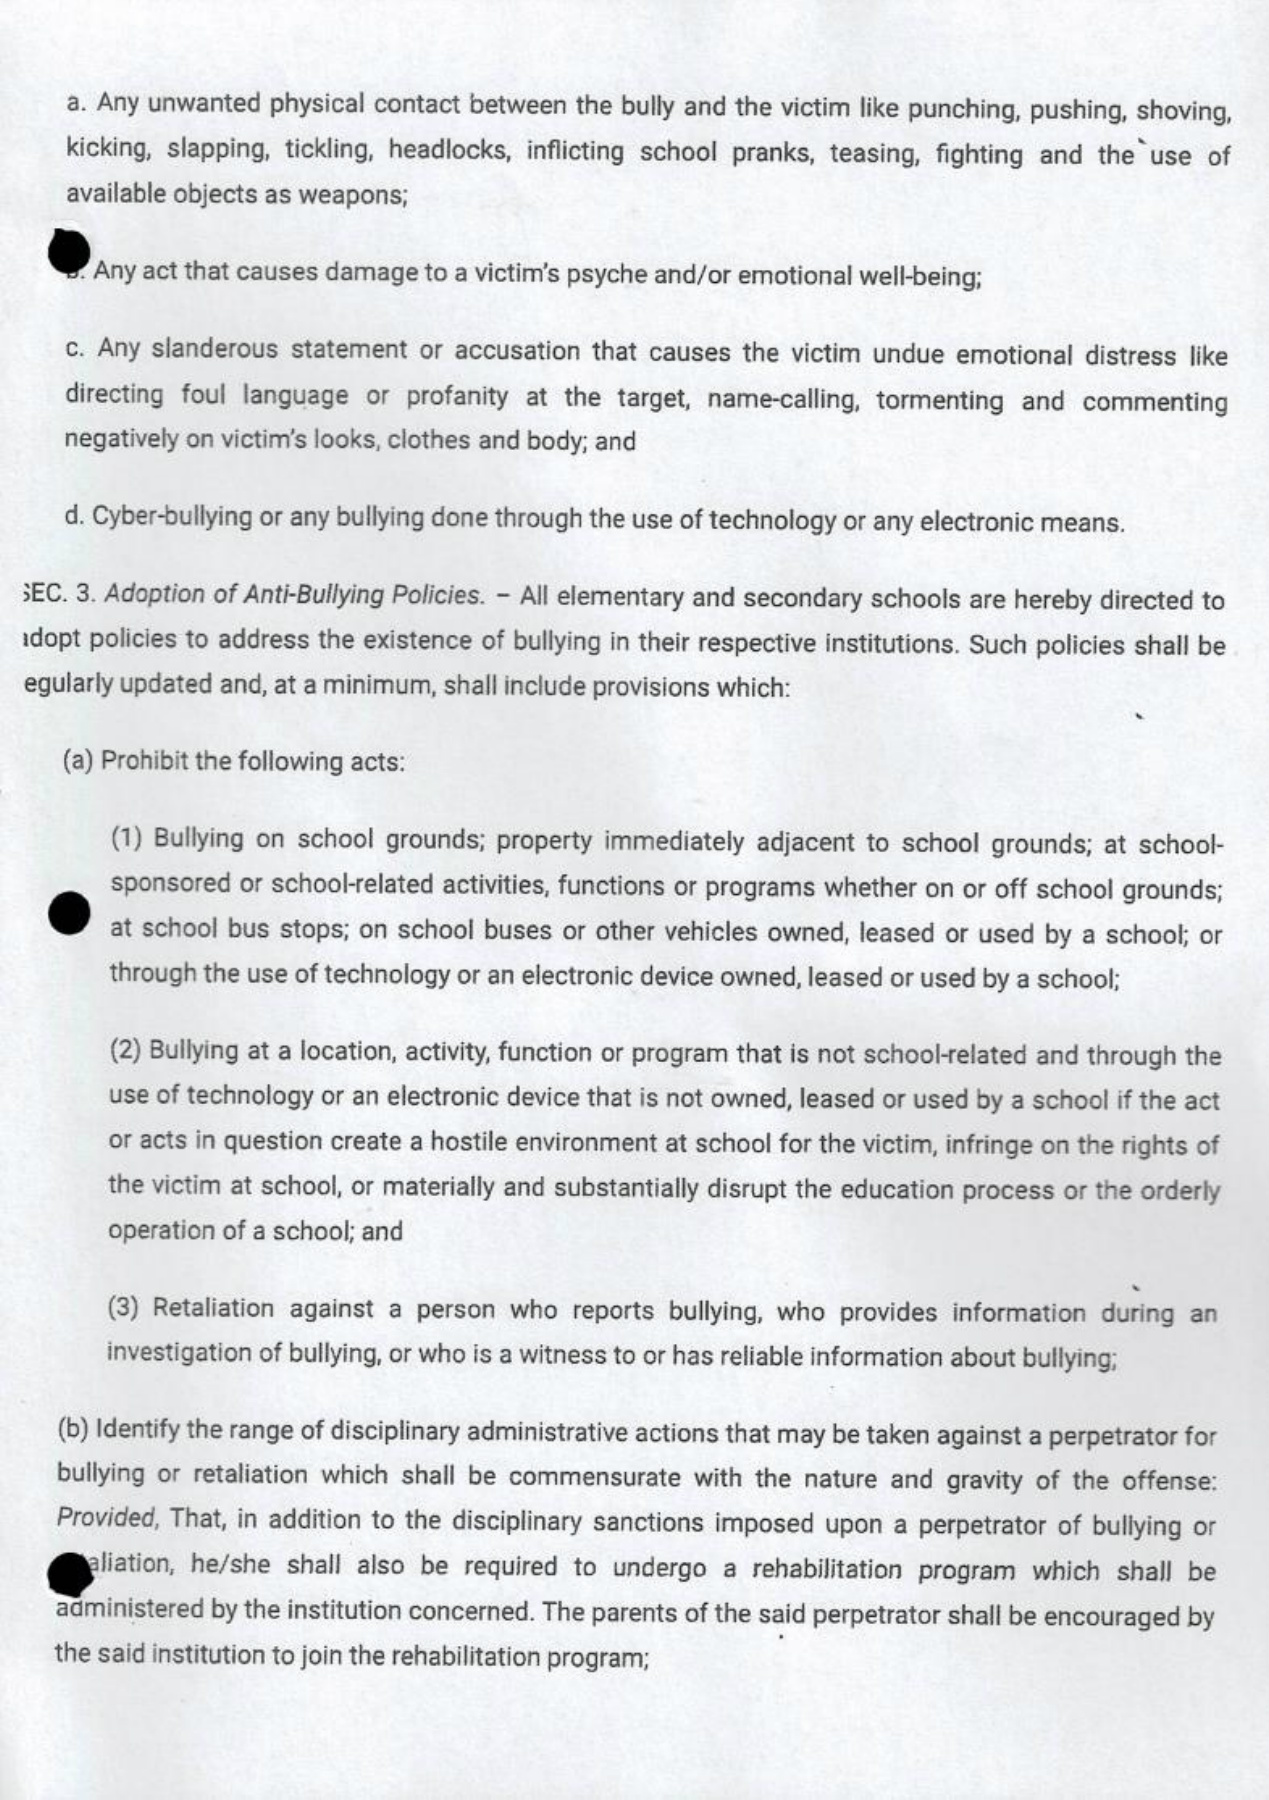 a. Any unwanted physical contact between the bully and the victim like punching, pushing, shoving,
kicking, slapping, tickling, headlocks, inflicting school pranks, teasing, fighting and the use of
available objects as weapons;
b. Any act that causes damage to a victim's psyche and/or emotional well-being;
c. Any slanderous statement or accusation that causes the victim undue emotional distress like
directing foul language or profanity at the target, name-calling, tormenting and commenting
negatively on victim's looks, clothes and body; and
d. Cyber-bullying or any bullying done through the use of technology or any electronic means.
SEC. 3. Adoption of Anti-Bullying Policies. – All elementary and secondary schools are hereby directed to
adopt policies to address the existence of bullying in their respective institutions. Such policies shall be
egularly updated and, at a minimum, shall include provisions which:
(a) Prohibit the following acts:
(1) Bullying on school grounds; property immediately adjacent to school grounds; at school-
sponsored or school-related activities, functions or programs whether on or off school grounds;
at school bus stops; on school buses or other vehicles owned, leased or used by a school; or
through the use of technology or an electronic device owned, leased or used by a school;
(2) Bullying at a location, activity, function or program that is not school-related and through the
use of technology or an electronic device that is not owned, leased or used by a school if the act
or acts in question create a hostile environment at school for the victim, infringe on the rights of
the victim at school, or materially and substantially disrupt the education process or the orderly
operation of a school; and
(3) Retaliation against a person who reports bullying, who provides information during an
investigation of bullying, or who is a witness to or has reliable information about bullying;
(b) Identify the range of disciplinary administrative actions that may be taken against a perpetrator for
bullying or retaliation which shall be commensurate with the nature and gravity of the offense:
Provided, That, in addition to the disciplinary sanctions imposed upon a perpetrator of bullying or
aliation, he/she shall also be required to undergo a rehabilitation program which shall be
administered by the institution concerned. The parents of the said perpetrator shall be encouraged by
the said institution to join the rehabilitation program;